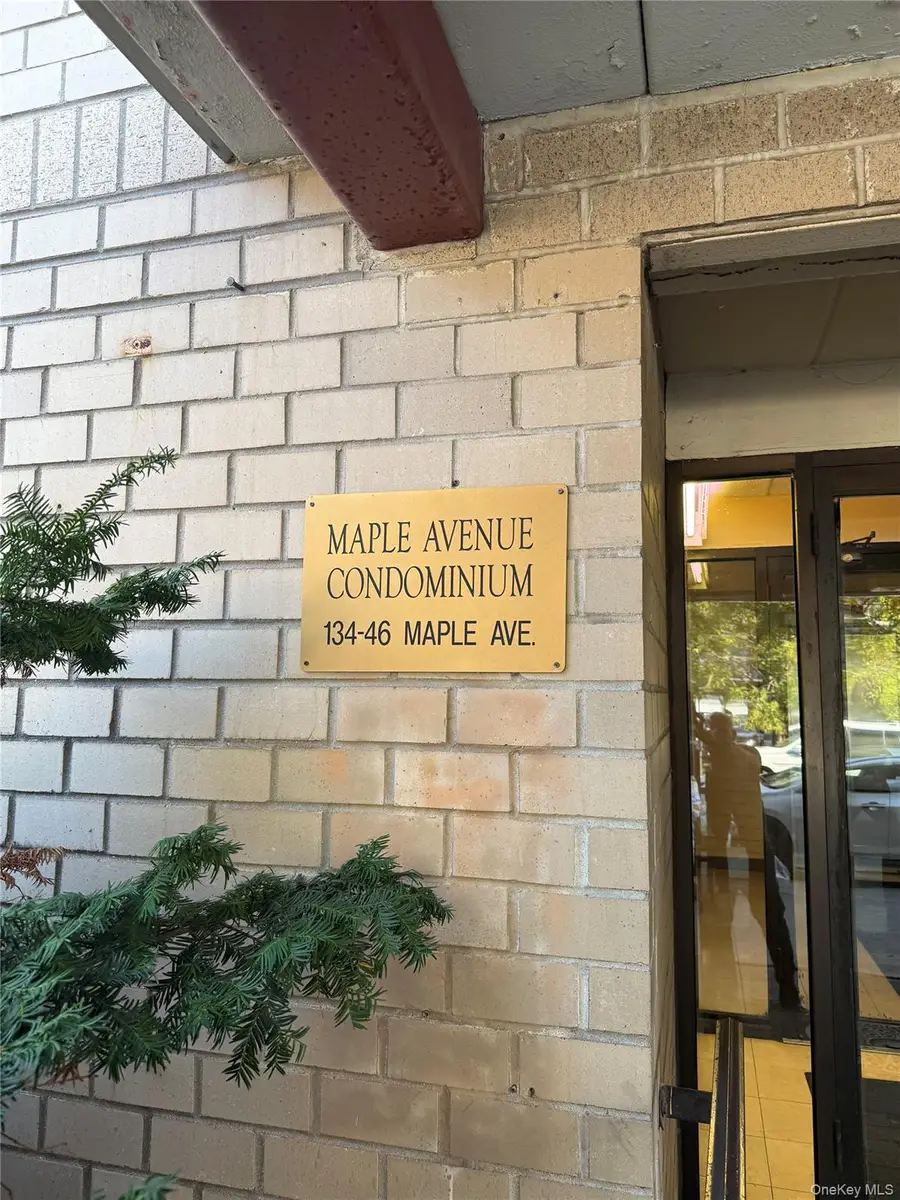 MAPLE AVENUE
CONDOMINIUM
134-46 MAPLE AVE.
OneKey MLS